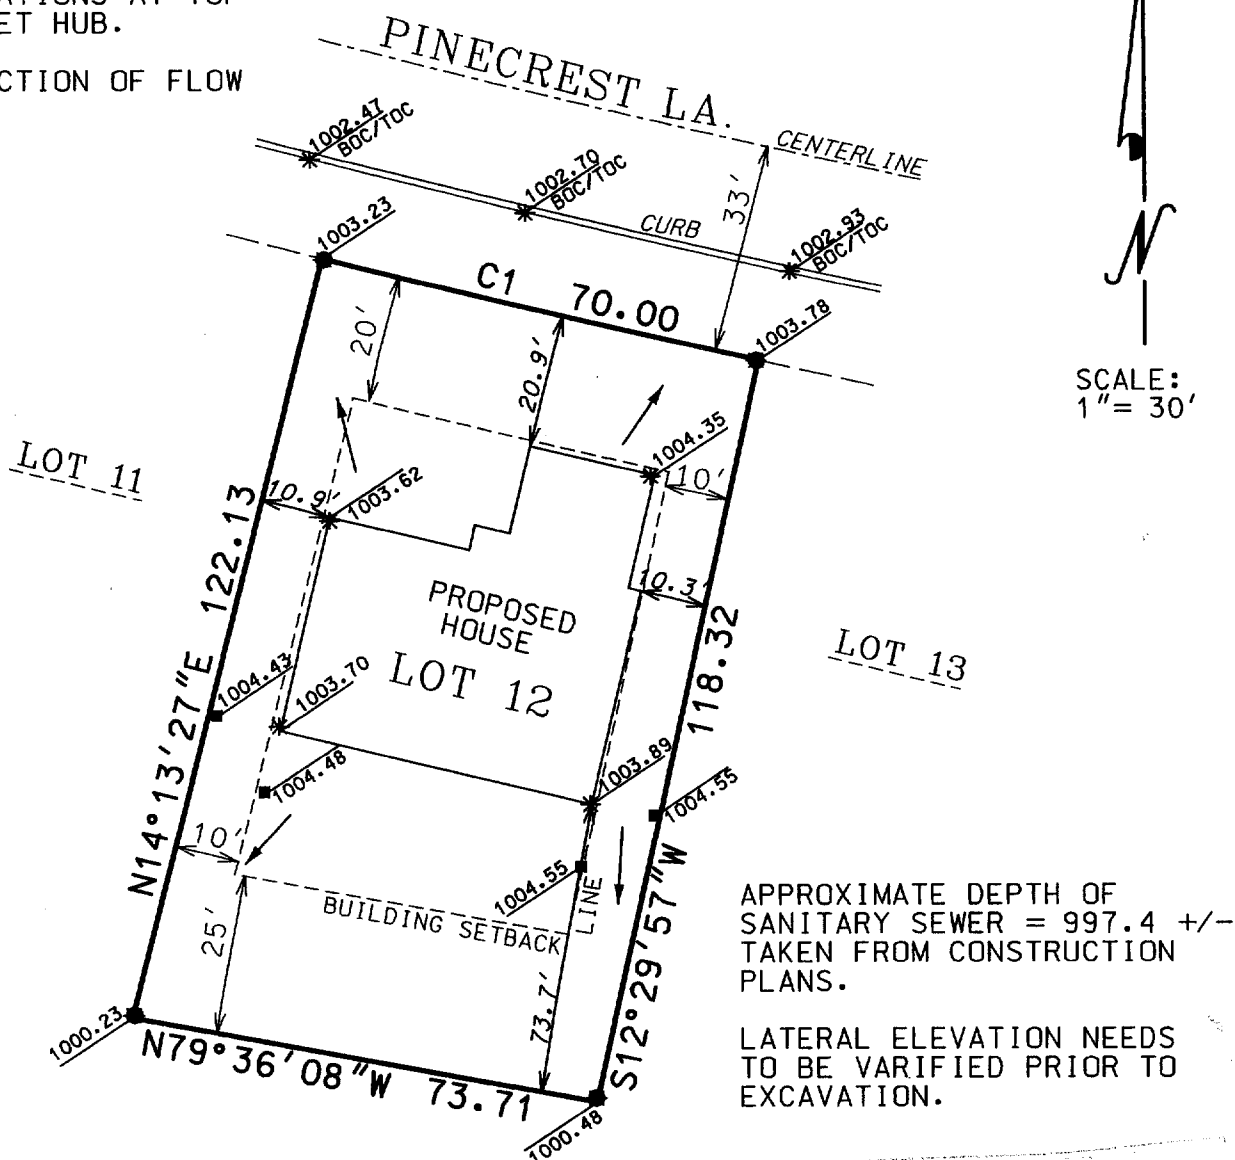 ET HUB.
CTION OF FLOW
PINECREST LA.
CENTERLINE
1002.47
BOC/TOC
1002.70
BOC/TOC
1002.93
BOC/TOC
CURB
33'
1003.23
C1 70.00
1003.78
N
SCALE:
1"= 30'
20'
20.9'
1004.35
10'
LOT 11
10.9'
1003.62
N14°13'27"E 122.13
PROPOSED
HOUSE
LOT 12
10.3'
118.32
LOT 13
1004.43
1003.70
1004.48
1003.89
1004.55
10'
1004.55
S12°29'57"W
BUILDING SETBACK
LINE
25'
73.7'
1000.23
N79°36'08"W 73.71
1000.48
APPROXIMATE DEPTH OF
SANITARY SEWER = 997.4 +/-
TAKEN FROM CONSTRUCTION
PLANS.
LATERAL ELEVATION NEEDS
TO BE VARIFIED PRIOR TO
EXCAVATION.